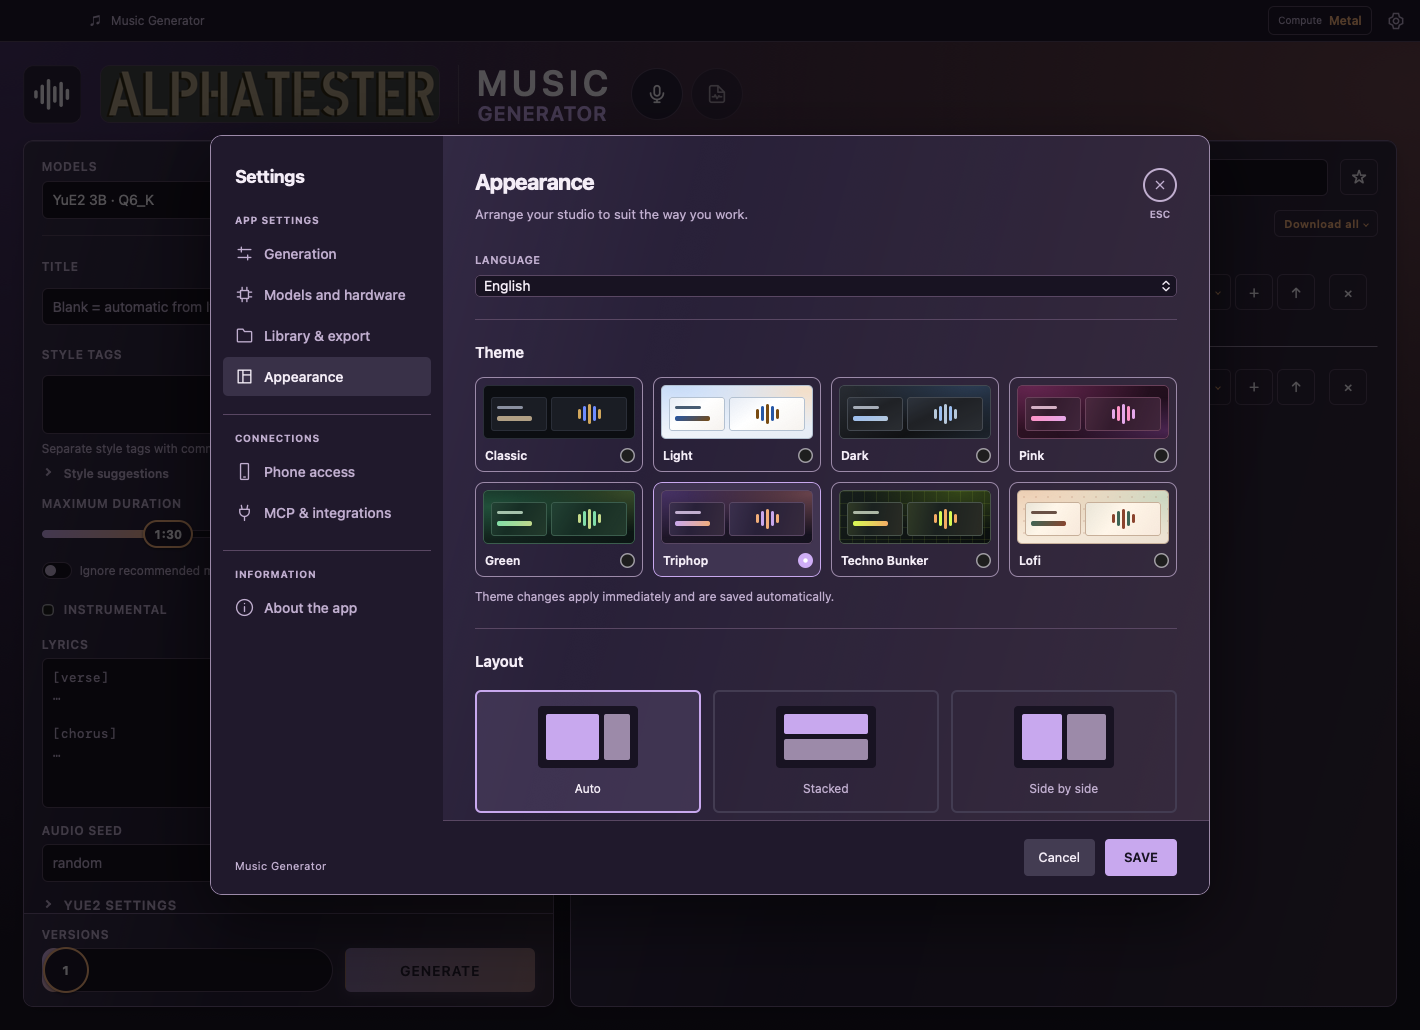 Music Generator
Compute Metal
ALPHATESTER
MUSIC
GENERATOR
MODELS
YuE2 3B · Q6_K
TITLE
Blank = automatic from l
STYLE TAGS
Separate style tags with comm
Style suggestions
MAXIMUM DURATION
1:30
Ignore recommended m
INSTRUMENTAL
LYRICS
[verse]
…
[chorus]
…
AUDIO SEED
random
YUE2 SETTINGS
VERSIONS
1
GENERATE
Download all
Settings
APP SETTINGS
Generation
Models and hardware
Library & export
Appearance
CONNECTIONS
Phone access
MCP & integrations
INFORMATION
About the app
Music Generator
Appearance
Arrange your studio to suit the way you work.
ESC
LANGUAGE
English
Theme
Classic
Light
Dark
Pink
Green
Triphop
Techno Bunker
Lofi
Theme changes apply immediately and are saved automatically.
Layout
Auto
Stacked
Side by side
Cancel
SAVE